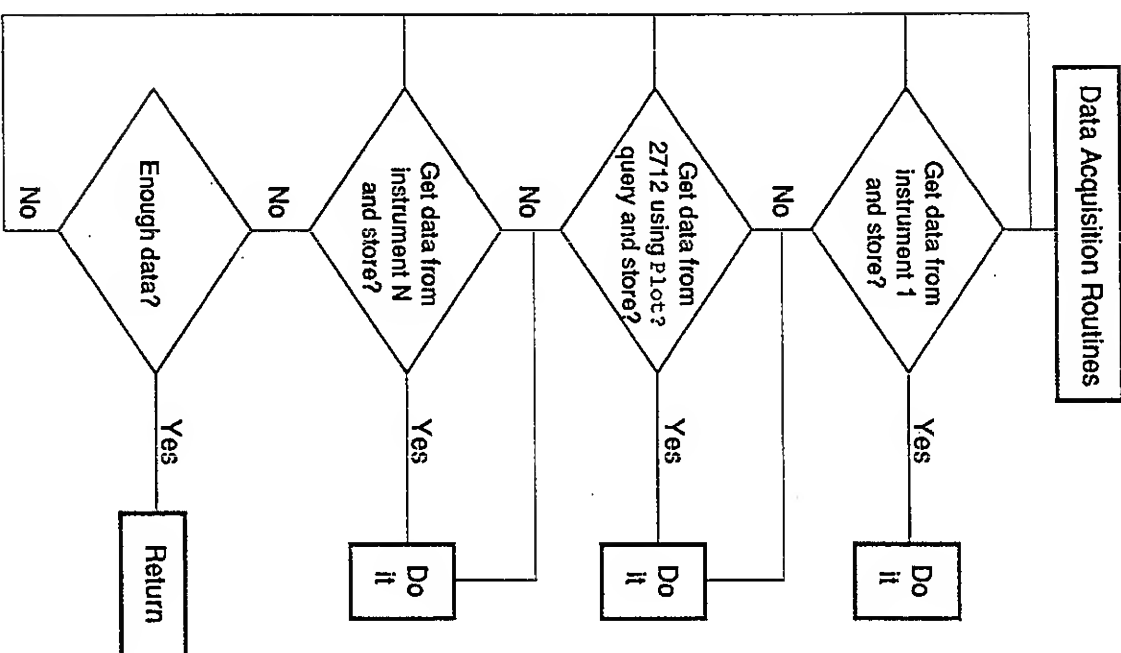 Data Acquisition Routines
Get data from
instrument 1
and store?
Yes
Do
it
No
Get data from
2712 using Plot?
query and store?
Yes
Do
it
No
Get data from
instrument N
and store?
Yes
Do
it
No
Enough data?
Yes
Return
No